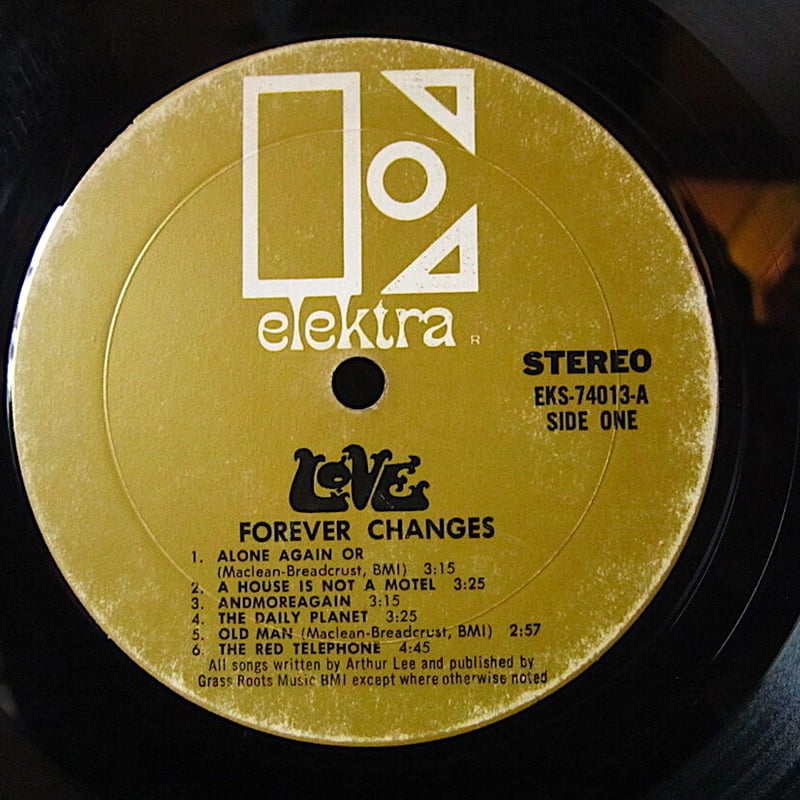 elektra R
STEREO
EKS-74013-A
SIDE ONE
LOVE
FOREVER CHANGES
1. ALONE AGAIN OR
(Maclean-Breadcrust, BMI) 3:15
2. A HOUSE IS NOT A MOTEL 3:25
3. ANDMOREAGAIN 3:15
4. THE DAILY PLANET 3:25
5. OLD MAN (Maclean-Breadcrust, BMI) 2:57
6. THE RED TELEPHONE 4:45
All songs written by Arthur Lee and published by
Grass Roots Music BMI except where otherwise noted